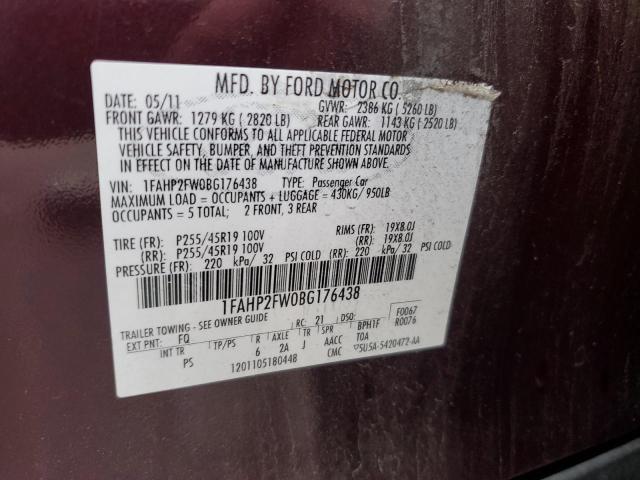 MFD. BY FORD MOTOR CO.
DATE: 05/11 GVWR: 2386 KG ( 5260 LB)
FRONT GAWR: 1279 KG ( 2820 LB) REAR GAWR: 1143 KG ( 2520 LB)
THIS VEHICLE CONFORMS TO ALL APPLICABLE FEDERAL MOTOR
VEHICLE SAFETY, BUMPER, AND THEFT PREVENTION STANDARDS
IN EFFECT ON THE DATE OF MANUFACTURE SHOWN ABOVE.
VIN: 1FAHP2FW0BG176438 TYPE: Passenger Car
MAXIMUM LOAD = OCCUPANTS + LUGGAGE = 430KG/ 950LB
OCCUPANTS = 5 TOTAL; 2 FRONT, 3 REAR
TIRE (FR): P255/45R19 100V RIMS (FR): 19X8.0J
(RR): P255/45R19 100V (RR): 19X8.0J
PRESSURE (FR): 220 kPa/ 32 PSI COLD (RR): 220 kPa/ 32 PSI COLD
1FAHP2FW0BG176438
TRAILER TOWING - SEE OWNER GUIDE RC: 21 DSO: F0067
EXT PNT: FQ R AXLE TR SPR BPH1F R0076
INT TR TP/PS 6 2A J AACC TOA
PS 1201105180448 CMC 5U5A-5420472-AA